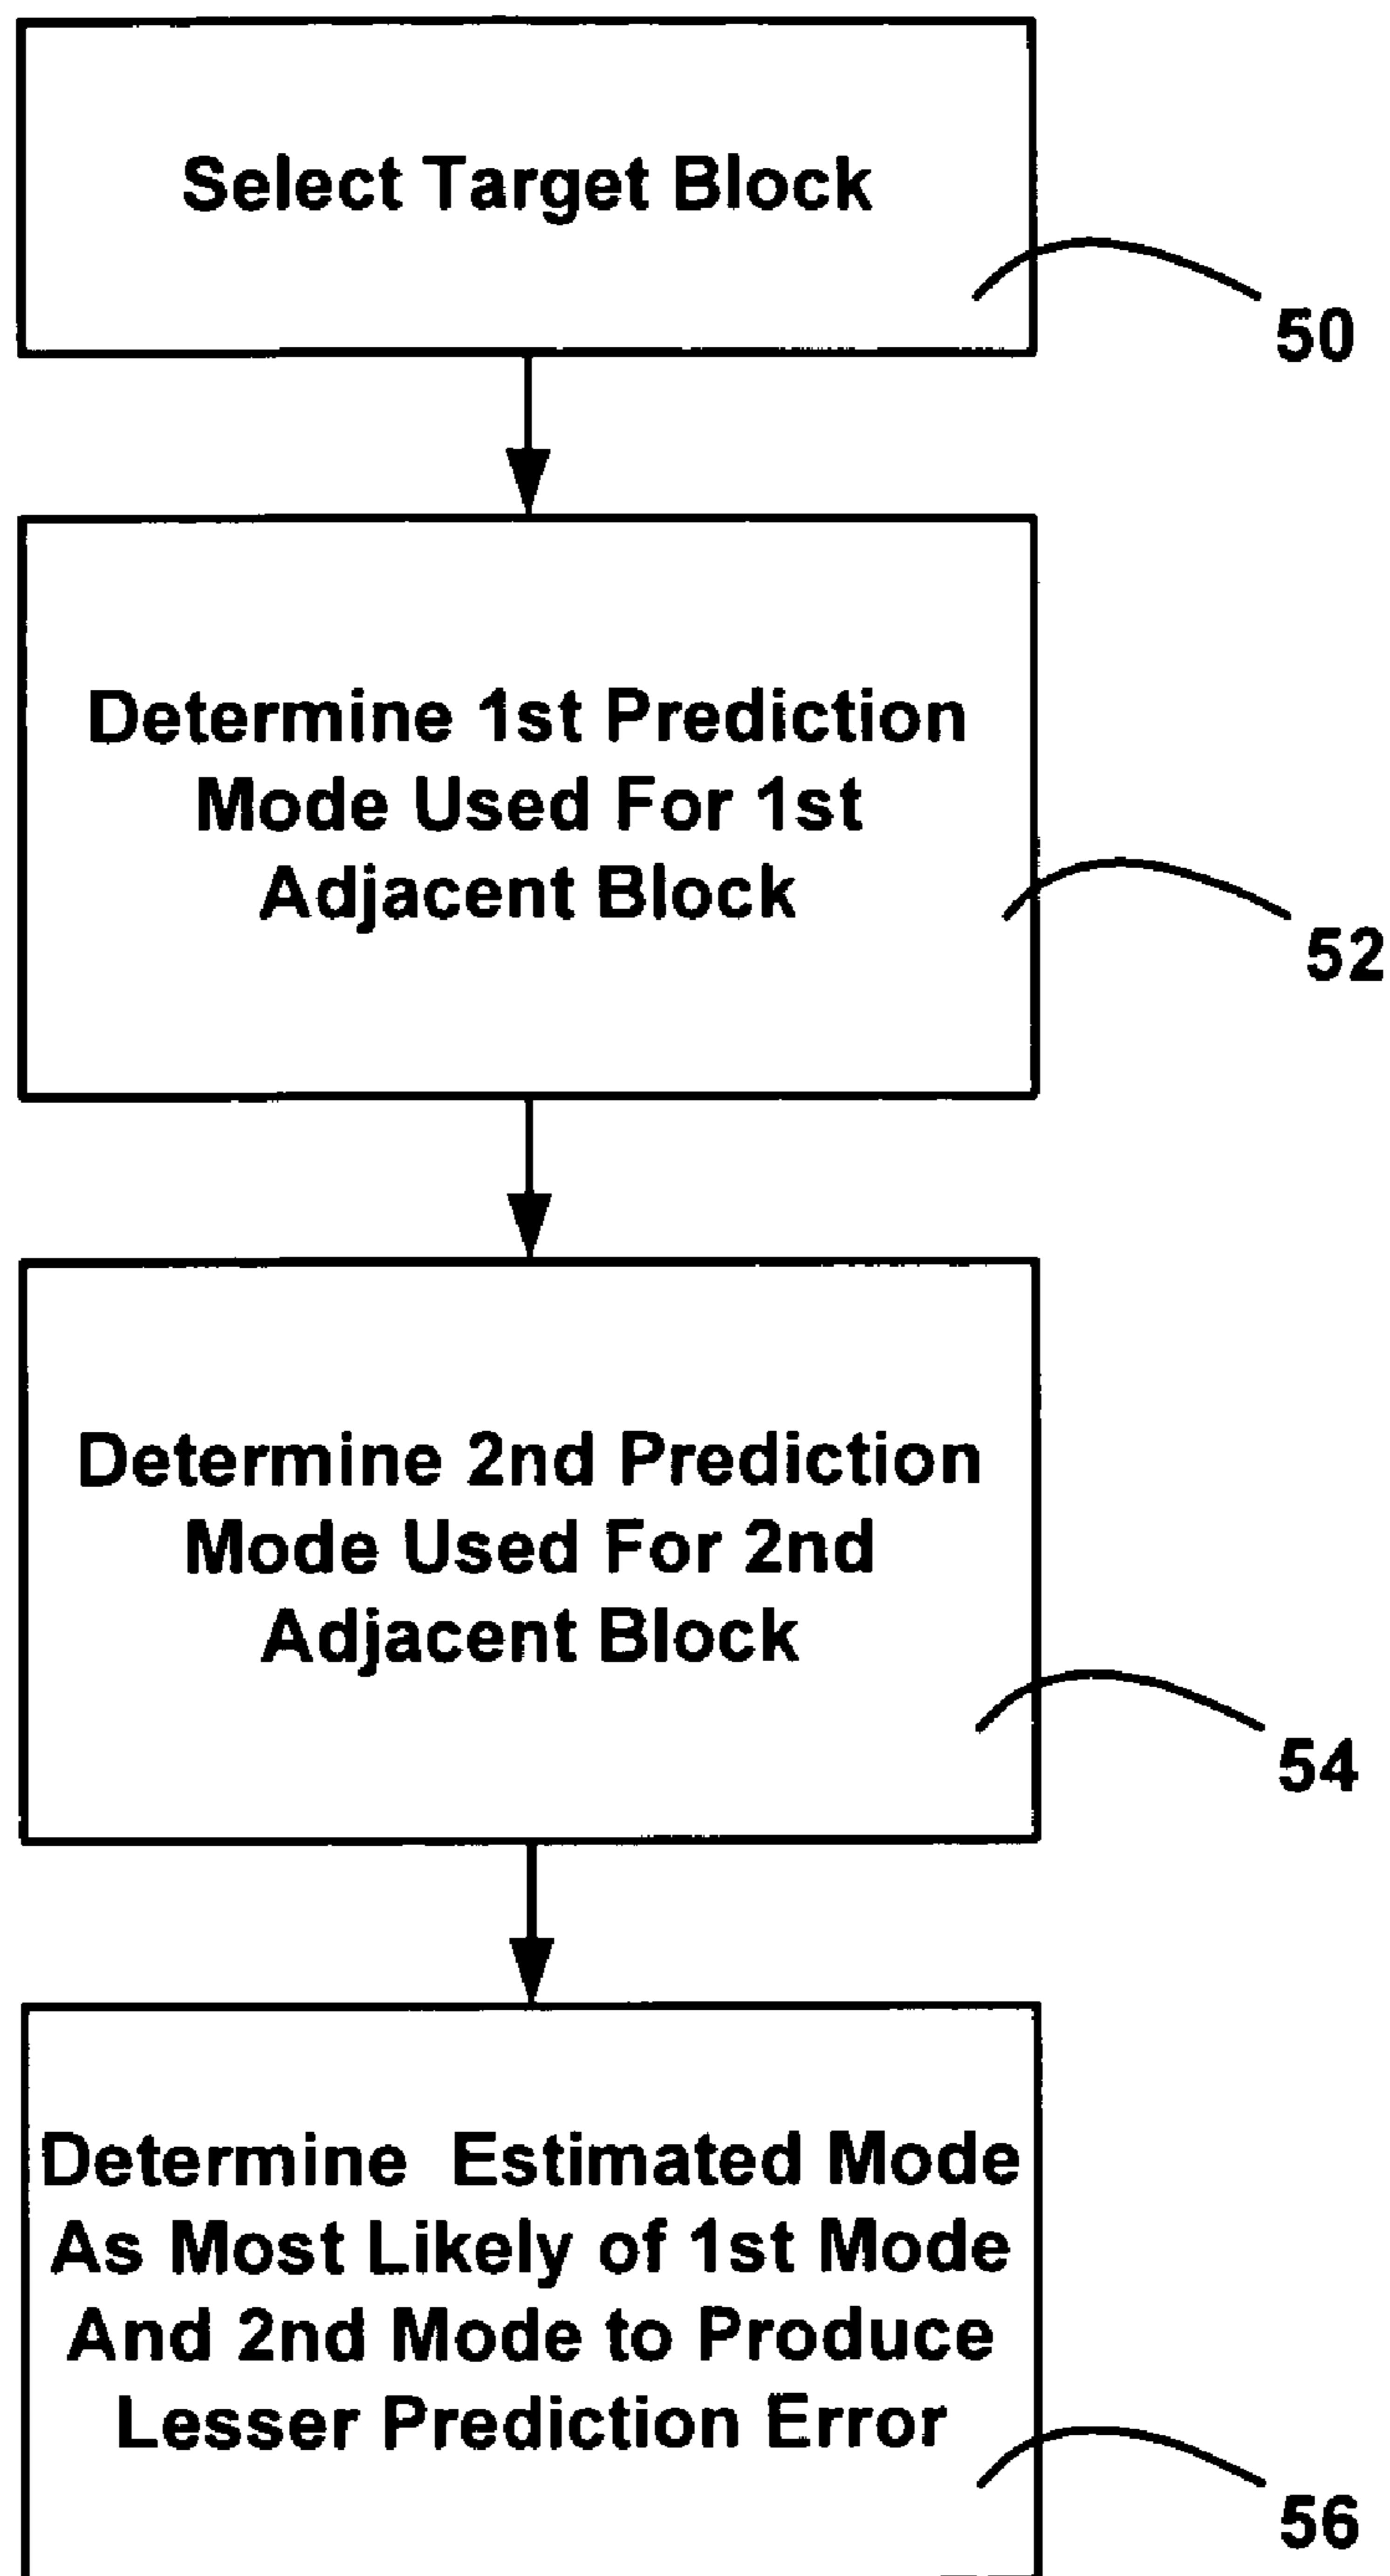 Select Target Block
50
Determine 1st Prediction
Mode Used For 1st
Adjacent Block
52
Determine 2nd Prediction
Mode Used For 2nd
Adjacent Block
54
Determine Estimated Mode
As Most Likely of 1st Mode
And 2nd Mode to Produce
Lesser Prediction Error
56